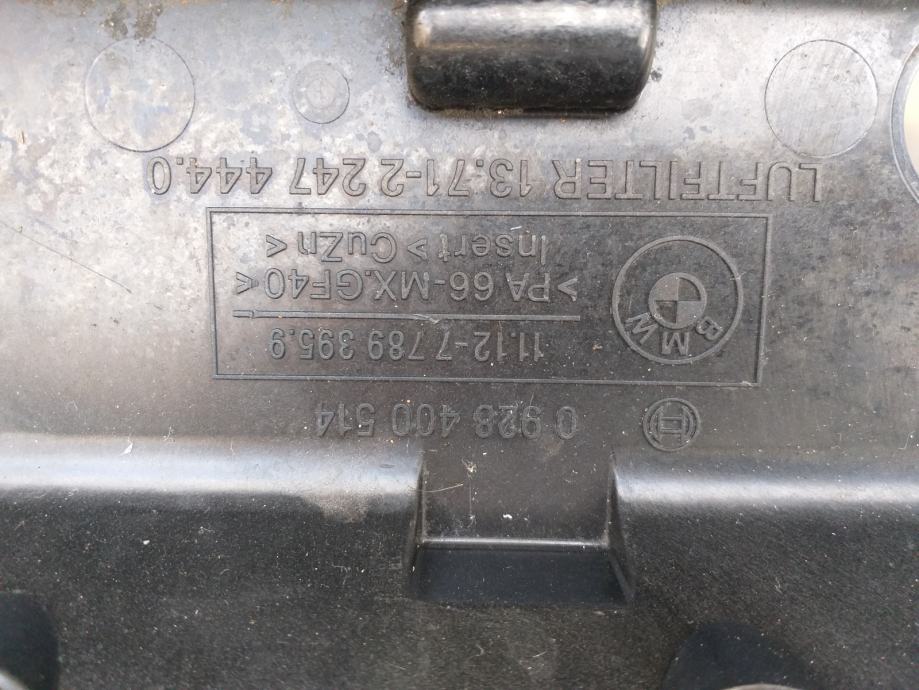 0 928 400 514
BMW
11.12-7 789 395.9
>PA 66-MX.GF40<
Insert >CuZn<
LUFTFILTER 13.71-2 247 444.0